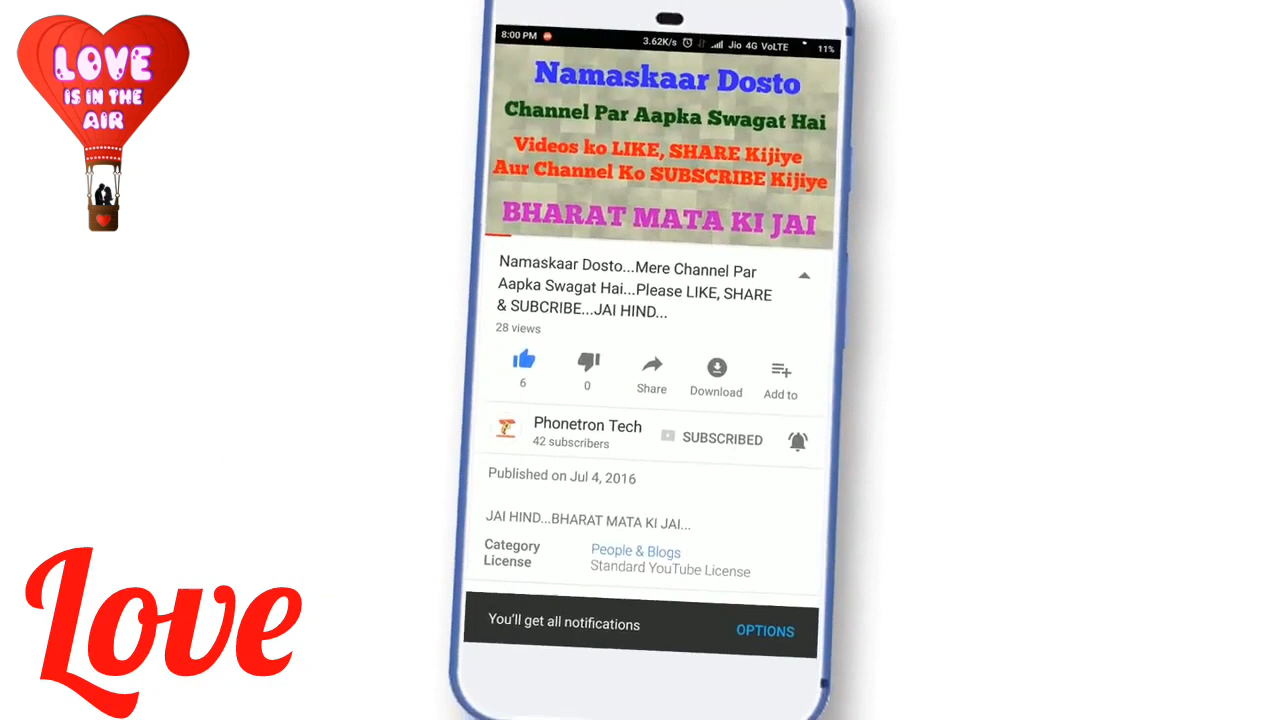 LOVE
IS IN THE
AIR
8:00 PM 3.62K/s Jio 4G VoLTE 11%
Namaskaar Dosto
Channel Par Aapka Swagat Hai
Videos ko LIKE, SHARE Kijiye
Aur Channel Ko SUBSCRIBE Kijiye
BHARAT MATA KI JAI
Namaskaar Dosto...Mere Channel Par
Aapka Swagat Hai...Please LIKE, SHARE
& SUBCRIBE...JAI HIND...
28 views
6 0 Share Download Add to
Phonetron Tech
42 subscribers
SUBSCRIBED
Published on Jul 4, 2016
JAI HIND...BHARAT MATA KI JAI...
Category People & Blogs
License Standard YouTube License
You'll get all notifications OPTIONS
Love